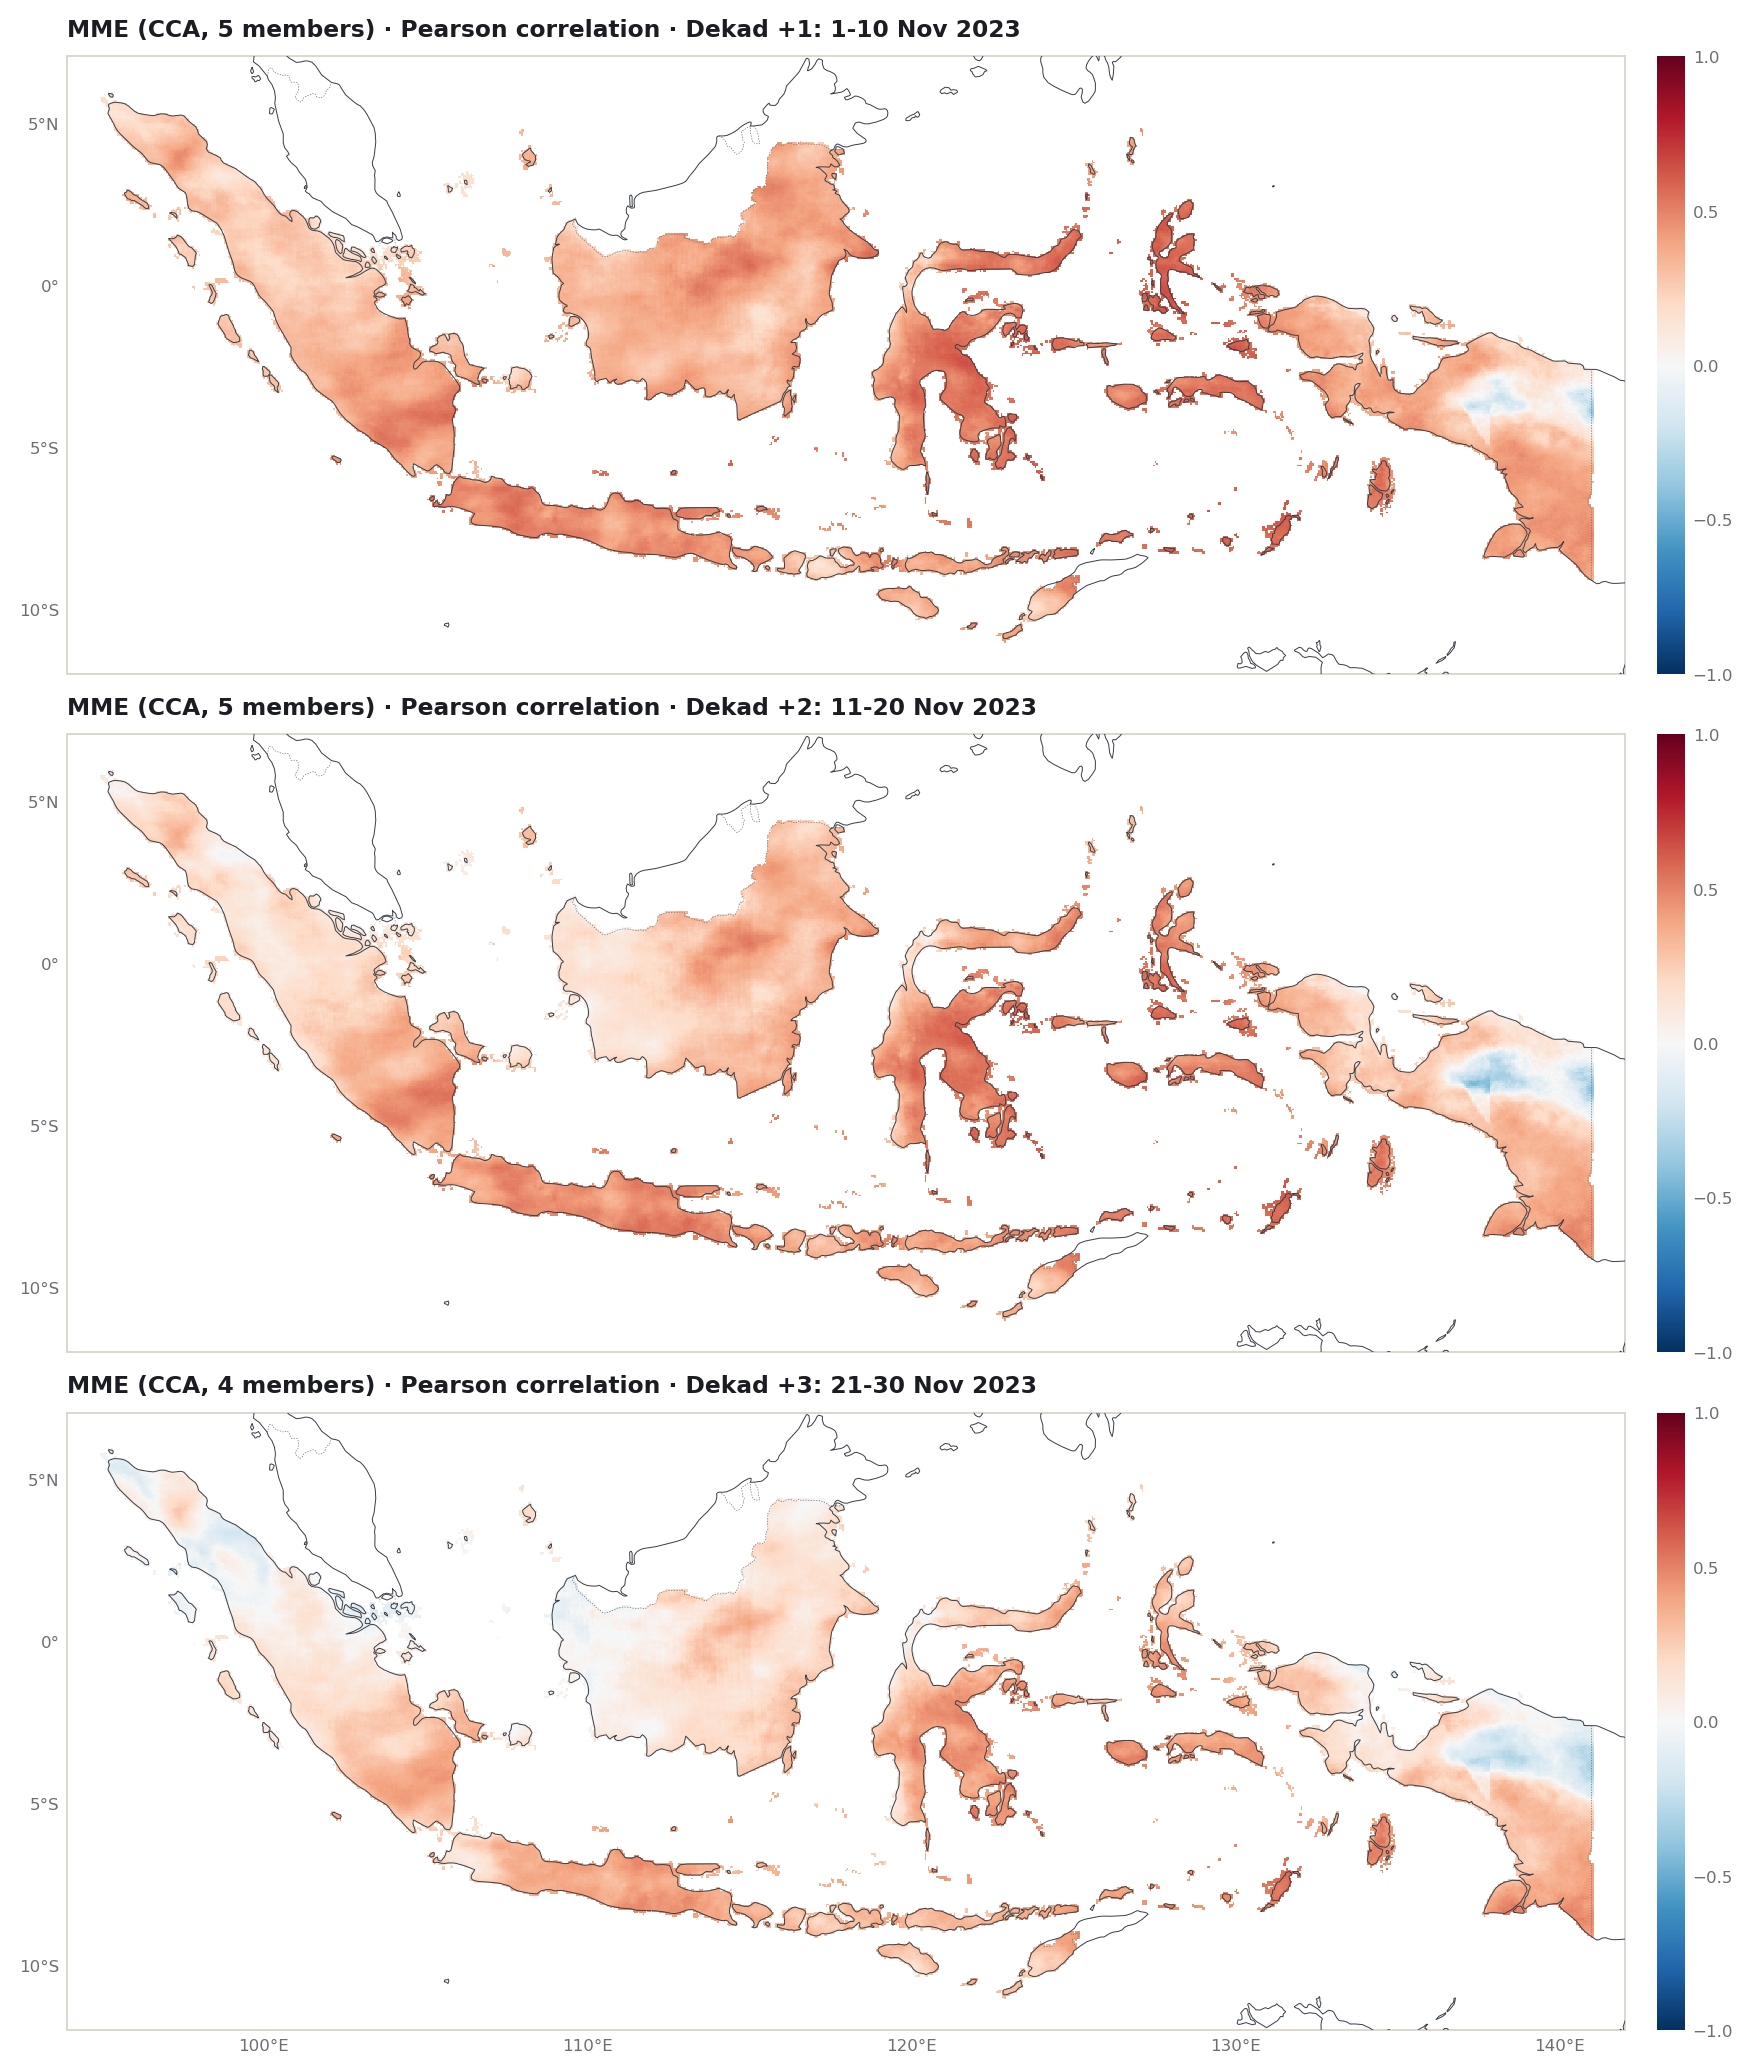 MME (CCA, 5 members) · Pearson correlation · Dekad +1: 1-10 Nov 2023
1.0
5°N
0.5
0°
0.0
5°S
−0.5
10°S
−1.0
MME (CCA, 5 members) · Pearson correlation · Dekad +2: 11-20 Nov 2023
1.0
5°N
0.5
0°
0.0
5°S
−0.5
10°S
−1.0
MME (CCA, 4 members) · Pearson correlation · Dekad +3: 21-30 Nov 2023
1.0
5°N
0.5
0°
0.0
5°S
−0.5
10°S
−1.0
100°E 110°E 120°E 130°E 140°E